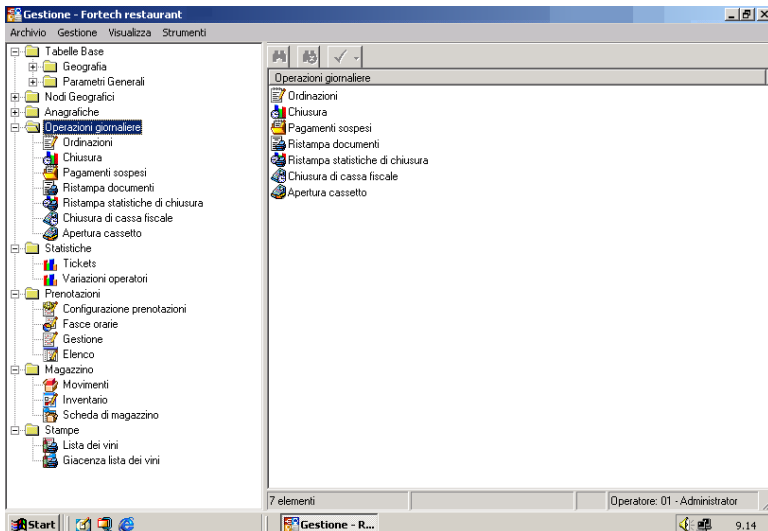 Gestione - Fortech restaurant
Archivio Gestione Visualizza Strumenti
Tabelle Base
Geografia
Parametri Generali
Nodi Geografici
Anagrafiche
Operazioni giornaliere
Ordinazioni
Chiusura
Pagamenti sospesi
Ristampa documenti
Ristampa statistiche di chiusura
Chiusura di cassa fiscale
Apertura cassetto
Statistiche
Tickets
Variazioni operatori
Prenotazioni
Configurazione prenotazioni
Fasce orarie
Gestione
Elenco
Magazzino
Movimenti
Inventario
Scheda di magazzino
Stampe
Lista dei vini
Giacenza lista dei vini
Operazioni giornaliere
Ordinazioni
Chiusura
Pagamenti sospesi
Ristampa documenti
Ristampa statistiche di chiusura
Chiusura di cassa fiscale
Apertura cassetto
7 elementi
Operatore: 01 - Administrator
Start
Gestione - R...
9.14